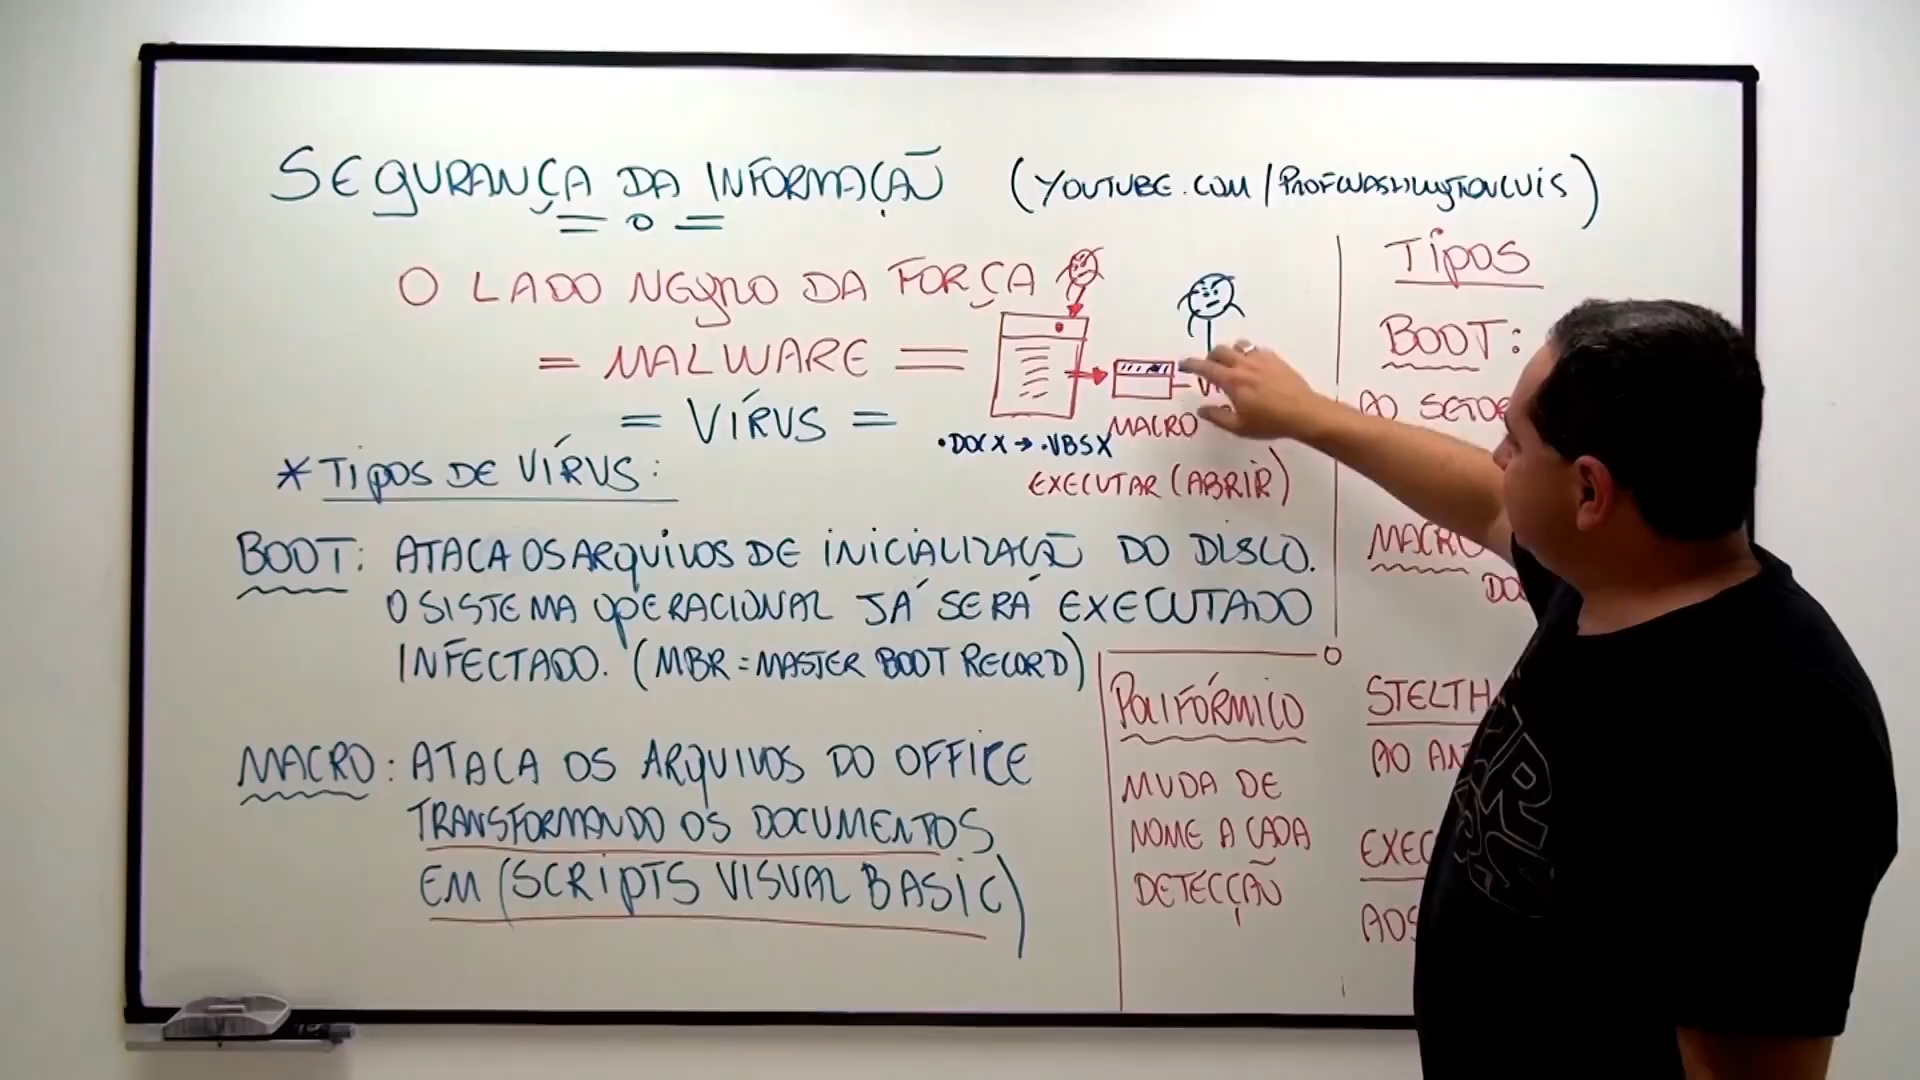 SEGURANÇA DA INFORMAÇÃO (YOUTUBE.COM/PROFWASHINGTONLUIS)
O LADO NEGRO DA FORÇA
= MALWARE =
= VÍRUS =
.DOCX → .VBSX
MACRO
EXECUTAR (ABRIR)
* TIPOS DE VÍRUS:
BOOT: ATACA OS ARQUIVOS DE INICIALIZAÇÃO DO DISCO.
O SISTEMA OPERACIONAL JÁ SERÁ EXECUTADO
INFECTADO. (MBR = MASTER BOOT RECORD)
MACRO: ATACA OS ARQUIVOS DO OFFICE
TRANSFORMANDO OS DOCUMENTOS
EM (SCRIPTS VISUAL BASIC)
POLIFÓRMICO
MUDA DE
NOME A CADA
DETECÇÃO
TIPOS
BOOT:
AO SETOR
MACRO
STELTH
AO